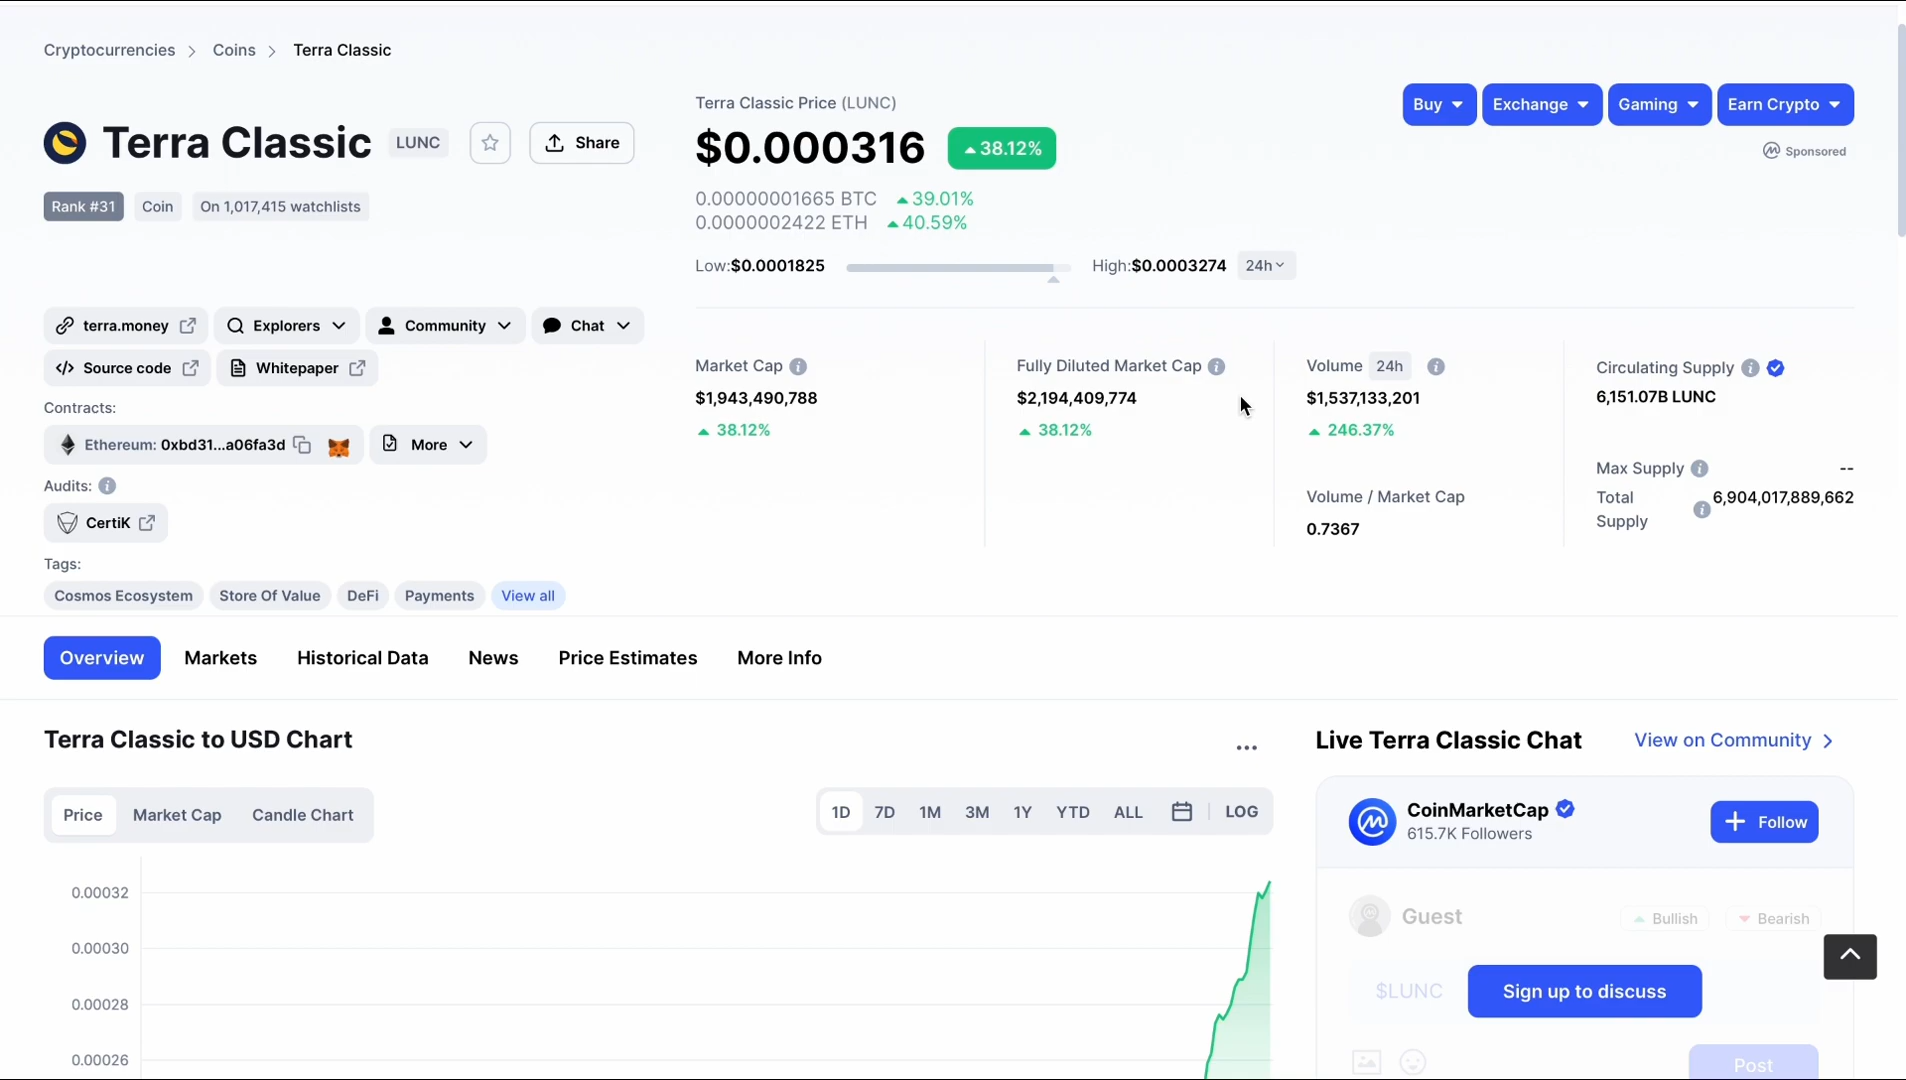 Cryptocurrencies > Coins > Terra Classic
Terra Classic LUNC Share
Rank #31 Coin On 1,017,415 watchlists
terra.money Explorers Community Chat
Source code Whitepaper
Contracts:
Ethereum: 0xbd31...a06fa3d More
Audits:
CertiK
Tags:
Cosmos Ecosystem Store Of Value DeFi Payments View all
Terra Classic Price (LUNC)
$0.000316 38.12%
0.00000001665 BTC 39.01%
0.0000002422 ETH 40.59%
Low:$0.0001825 High:$0.0003274 24h
Buy Exchange Gaming Earn Crypto
Sponsored
Market Cap
$1,943,490,788
38.12%
Fully Diluted Market Cap
$2,194,409,774
38.12%
Volume 24h
$1,537,133,201
246.37%
Volume / Market Cap
0.7367
Circulating Supply
6,151.07B LUNC
Max Supply --
Total Supply 6,904,017,889,662
Overview Markets Historical Data News Price Estimates More Info
Terra Classic to USD Chart
Price Market Cap Candle Chart
1D 7D 1M 3M 1Y YTD ALL LOG
0.00032
0.00030
0.00028
0.00026
Live Terra Classic Chat View on Community >
CoinMarketCap
615.7K Followers
+ Follow
Guest Bullish Bearish
$LUNC
Sign up to discuss
Post